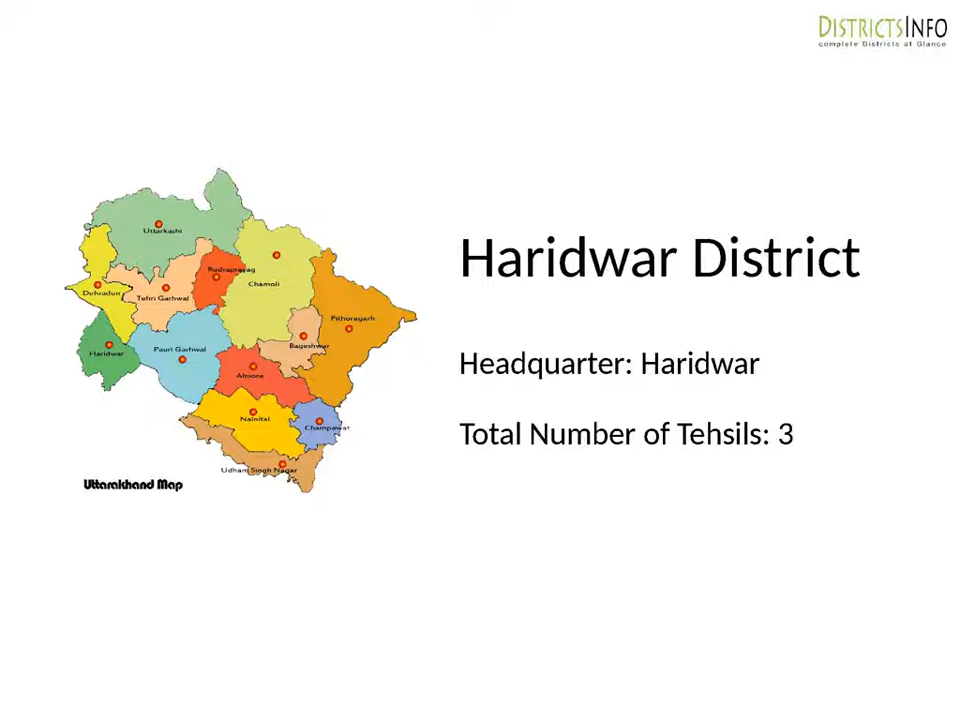 DISTRICTSINFO
complete Districts at Glance
Haridwar District
Headquarter: Haridwar
Total Number of Tehsils: 3
Uttarkashi
Dehradun
Tehri Garhwal
Rudraprayag
Chamoli
Haridwar
Pauri Garhwal
Pithoragarh
Bageshwar
Almora
Nainital
Champawar
Udham Singh Nagar
Uttarakhand Map